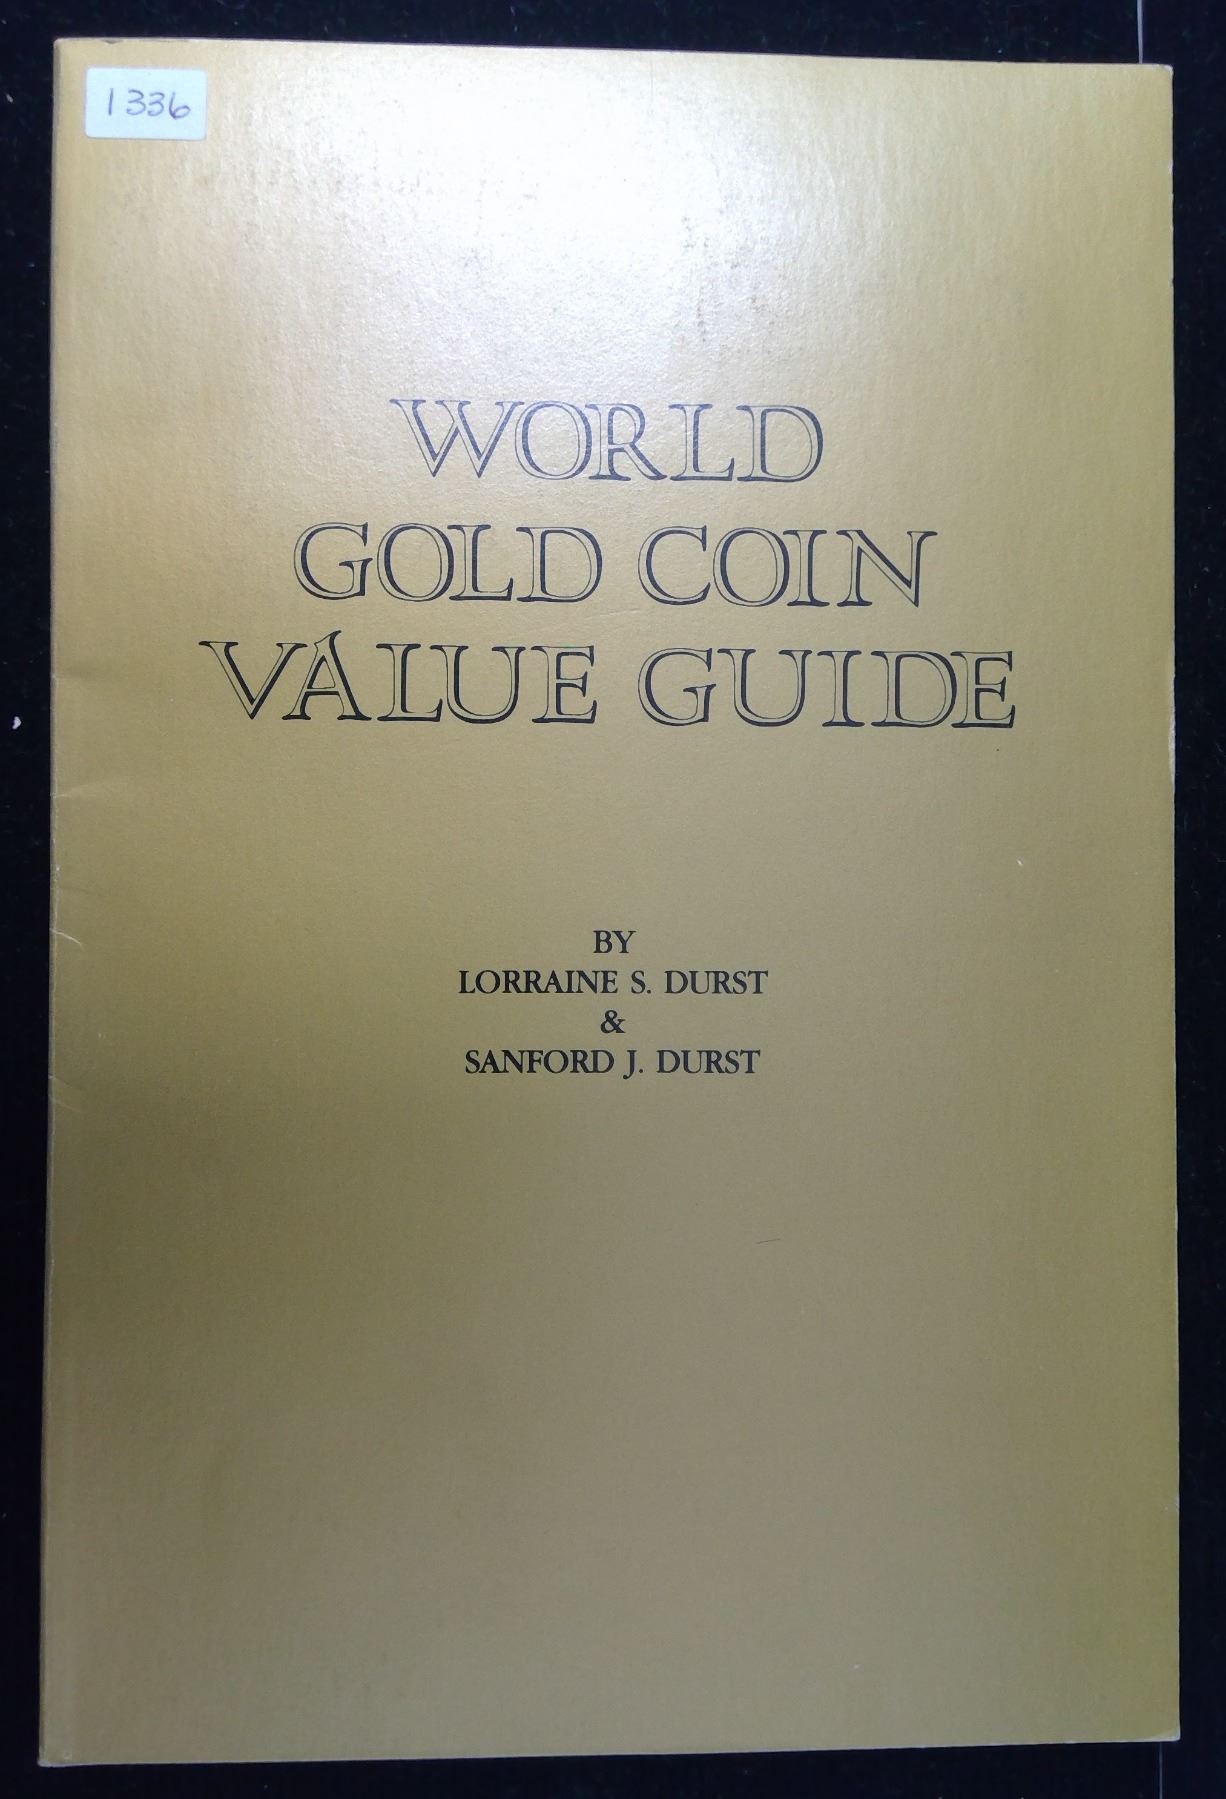 1336
WORLD
GOLD COIN
VALUE GUIDE
BY
LORRAINE S. DURST
&
SANFORD J. DURST